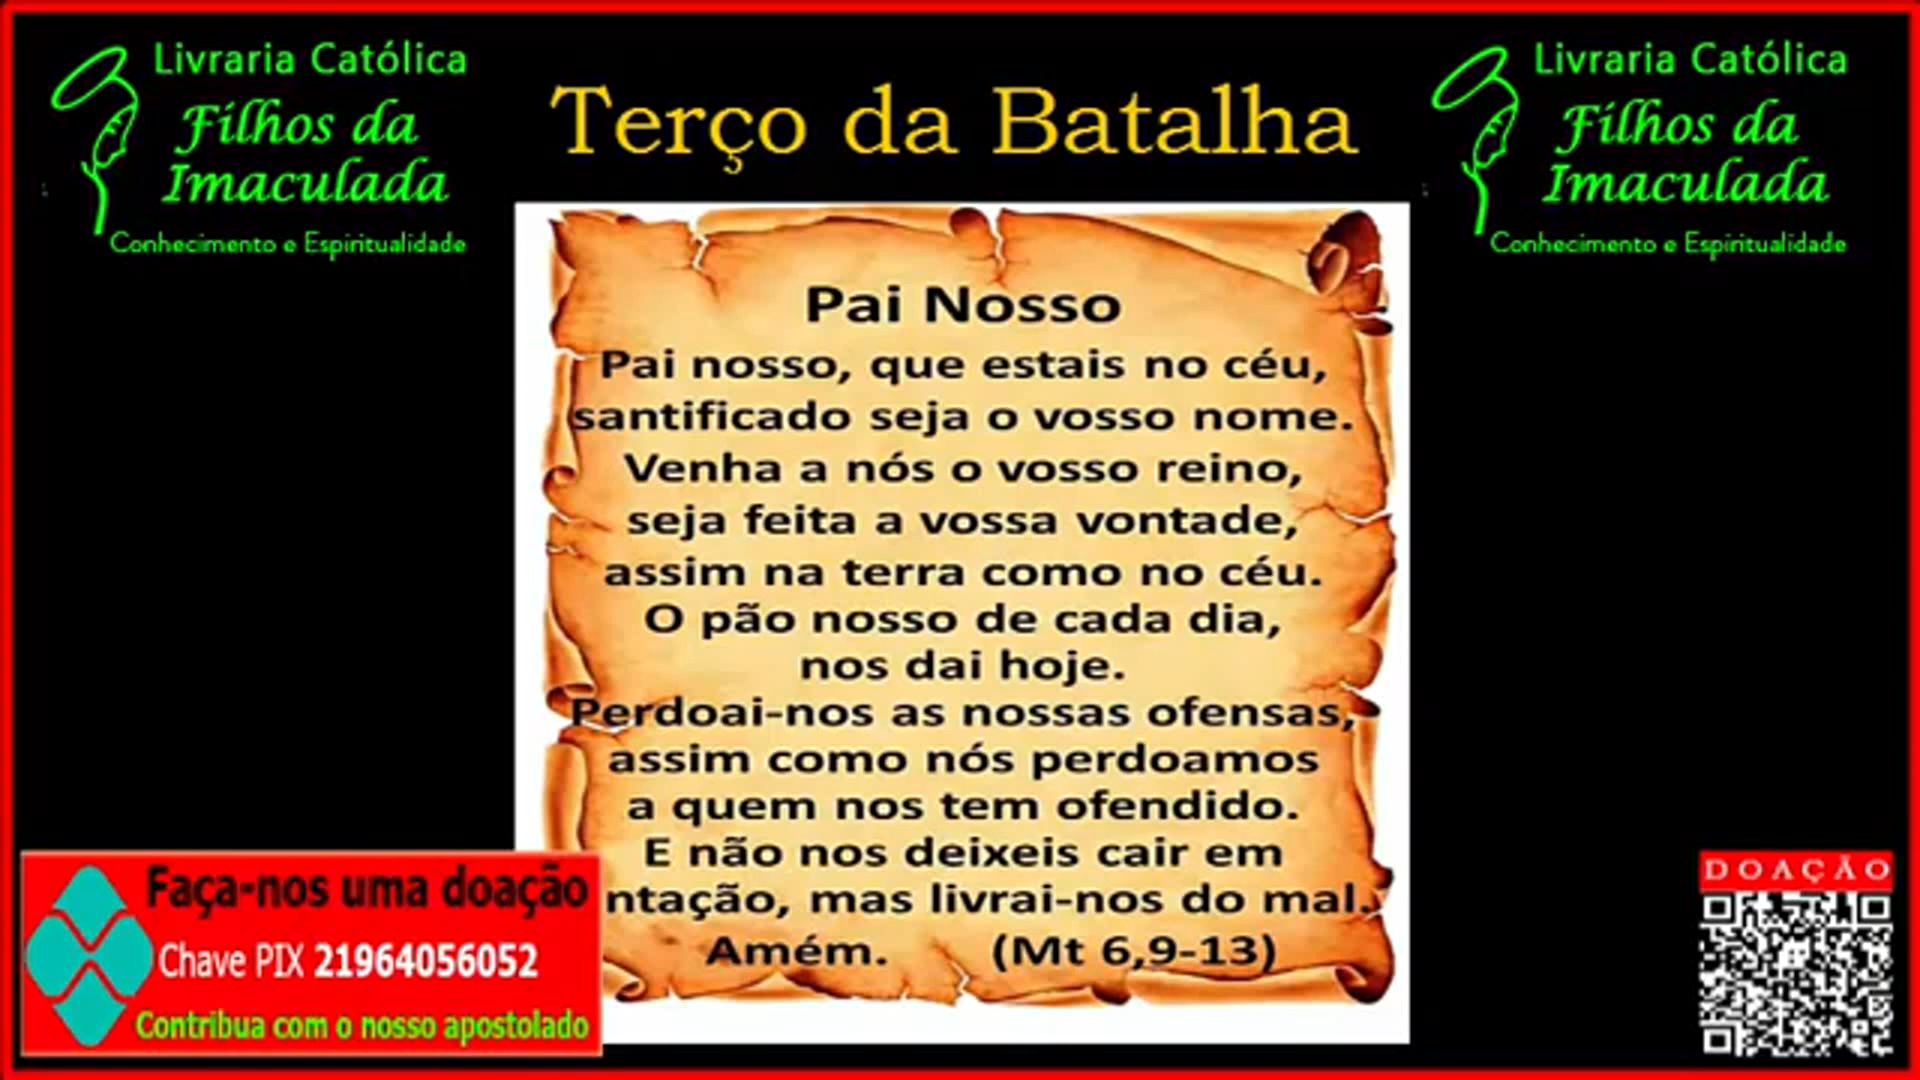 Livraria Católica
Filhos da
Imaculada
Conhecimento e Espiritualidade
Terço da Batalha
Livraria Católica
Filhos da
Imaculada
Conhecimento e Espiritualidade
Pai Nosso
Pai nosso, que estais no céu,
santificado seja o vosso nome.
Venha a nós o vosso reino,
seja feita a vossa vontade,
assim na terra como no céu.
O pão nosso de cada dia,
nos dai hoje.
Perdoai-nos as nossas ofensas,
assim como nós perdoamos
a quem nos tem ofendido.
E não nos deixeis cair em
ntação, mas livrai-nos do mal.
Amém. (Mt 6,9-13)
Faça-nos uma doação
Chave PIX 21964056052
Contribua com o nosso apostolado
DOAÇÃO